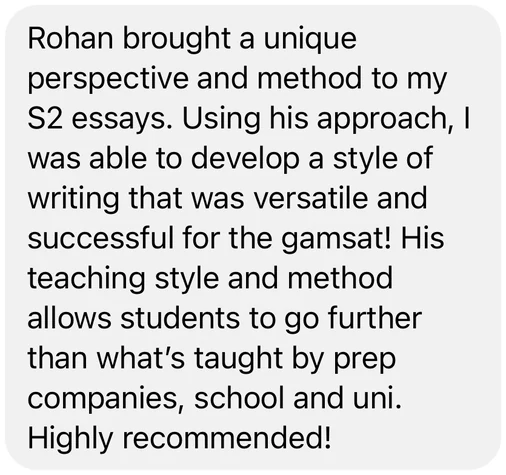 Rohan brought a unique
perspective and method to my
S2 essays. Using his approach, I
was able to develop a style of
writing that was versatile and
successful for the gamsat! His
teaching style and method
allows students to go further
than what’s taught by prep
companies, school and uni.
Highly recommended!